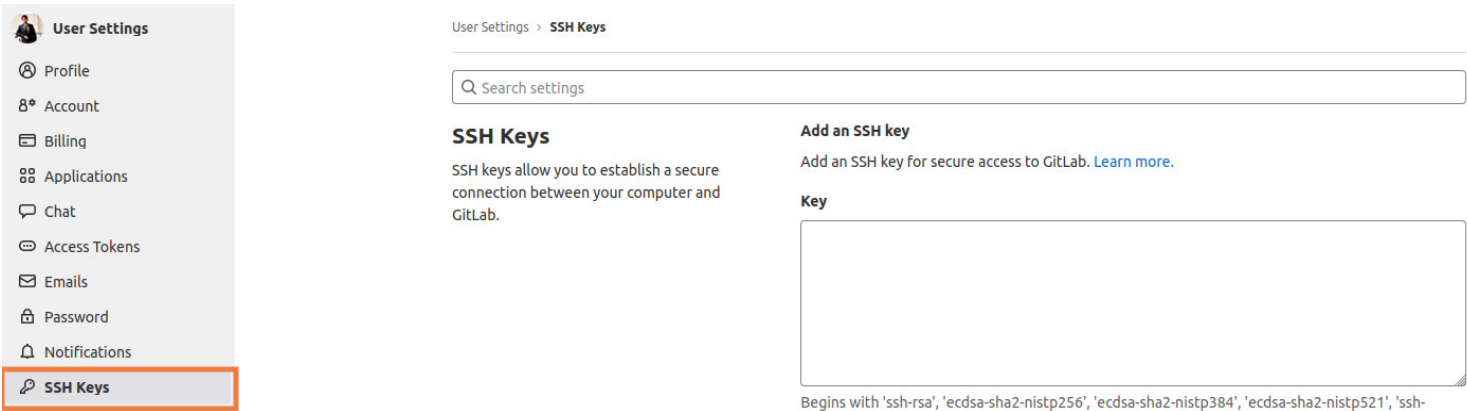 User Settings
Profile
Account
Billing
Applications
Chat
Access Tokens
Emails
Password
Notifications
SSH Keys
User Settings › SSH Keys
Search settings
SSH Keys
SSH keys allow you to establish a secure
connection between your computer and
GitLab.
Add an SSH key
Add an SSH key for secure access to GitLab. Learn more.
Key
Begins with 'ssh-rsa', 'ecdsa-sha2-nistp256', 'ecdsa-sha2-nistp384', 'ecdsa-sha2-nistp521', 'ssh-